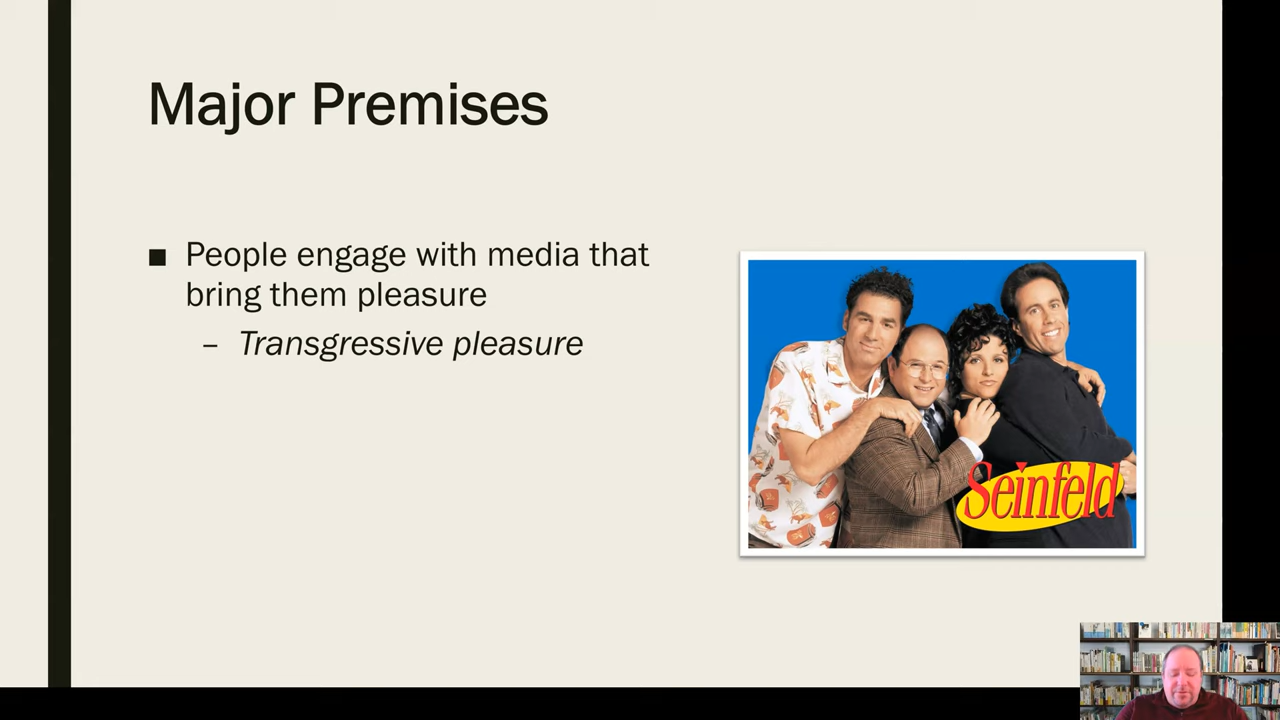 Major Premises
■ People engage with media that
bring them pleasure
– Transgressive pleasure
Seinfeld